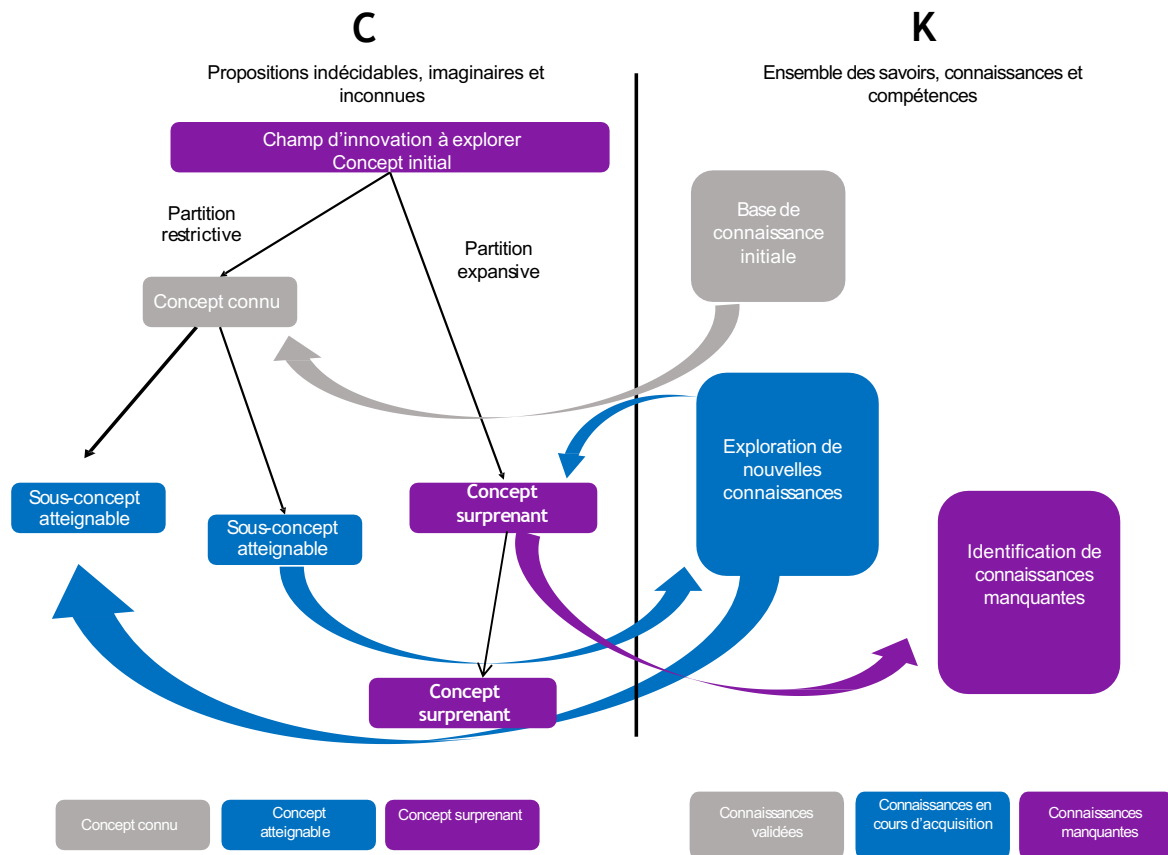 C
Propositions indécidables, imaginaires et
inconnues
Champ d'innovation à explorer
Concept initial
Partition
restrictive
Partition
expansive
Concept connu
Sous-concept
atteignable
Sous-concept
atteignable
Concept
surprenant
Concept
surprenant
K
Ensemble des savoirs, connaissances et
compétences
Base de
connaissance
initiale
Exploration de
nouvelles
connaissances
Identification de
connaissances
manquantes
Concept connu
Concept
atteignable
Concept surprenant
Connaissances
validées
Connaissances en
cours d'acquisition
Connaissances
manquantes